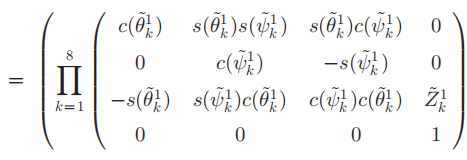 = ( ∏_{k=1}^{8} (
c(θ̃_k^1) s(θ̃_k^1)s(ψ̃_k^1) s(θ̃_k^1)c(ψ̃_k^1) 0
0 c(ψ̃_k^1) −s(ψ̃_k^1) 0
−s(θ̃_k^1) s(ψ̃_k^1)c(θ̃_k^1) c(ψ̃_k^1)c(θ̃_k^1) Z̃_k^1
0 0 0 1 )